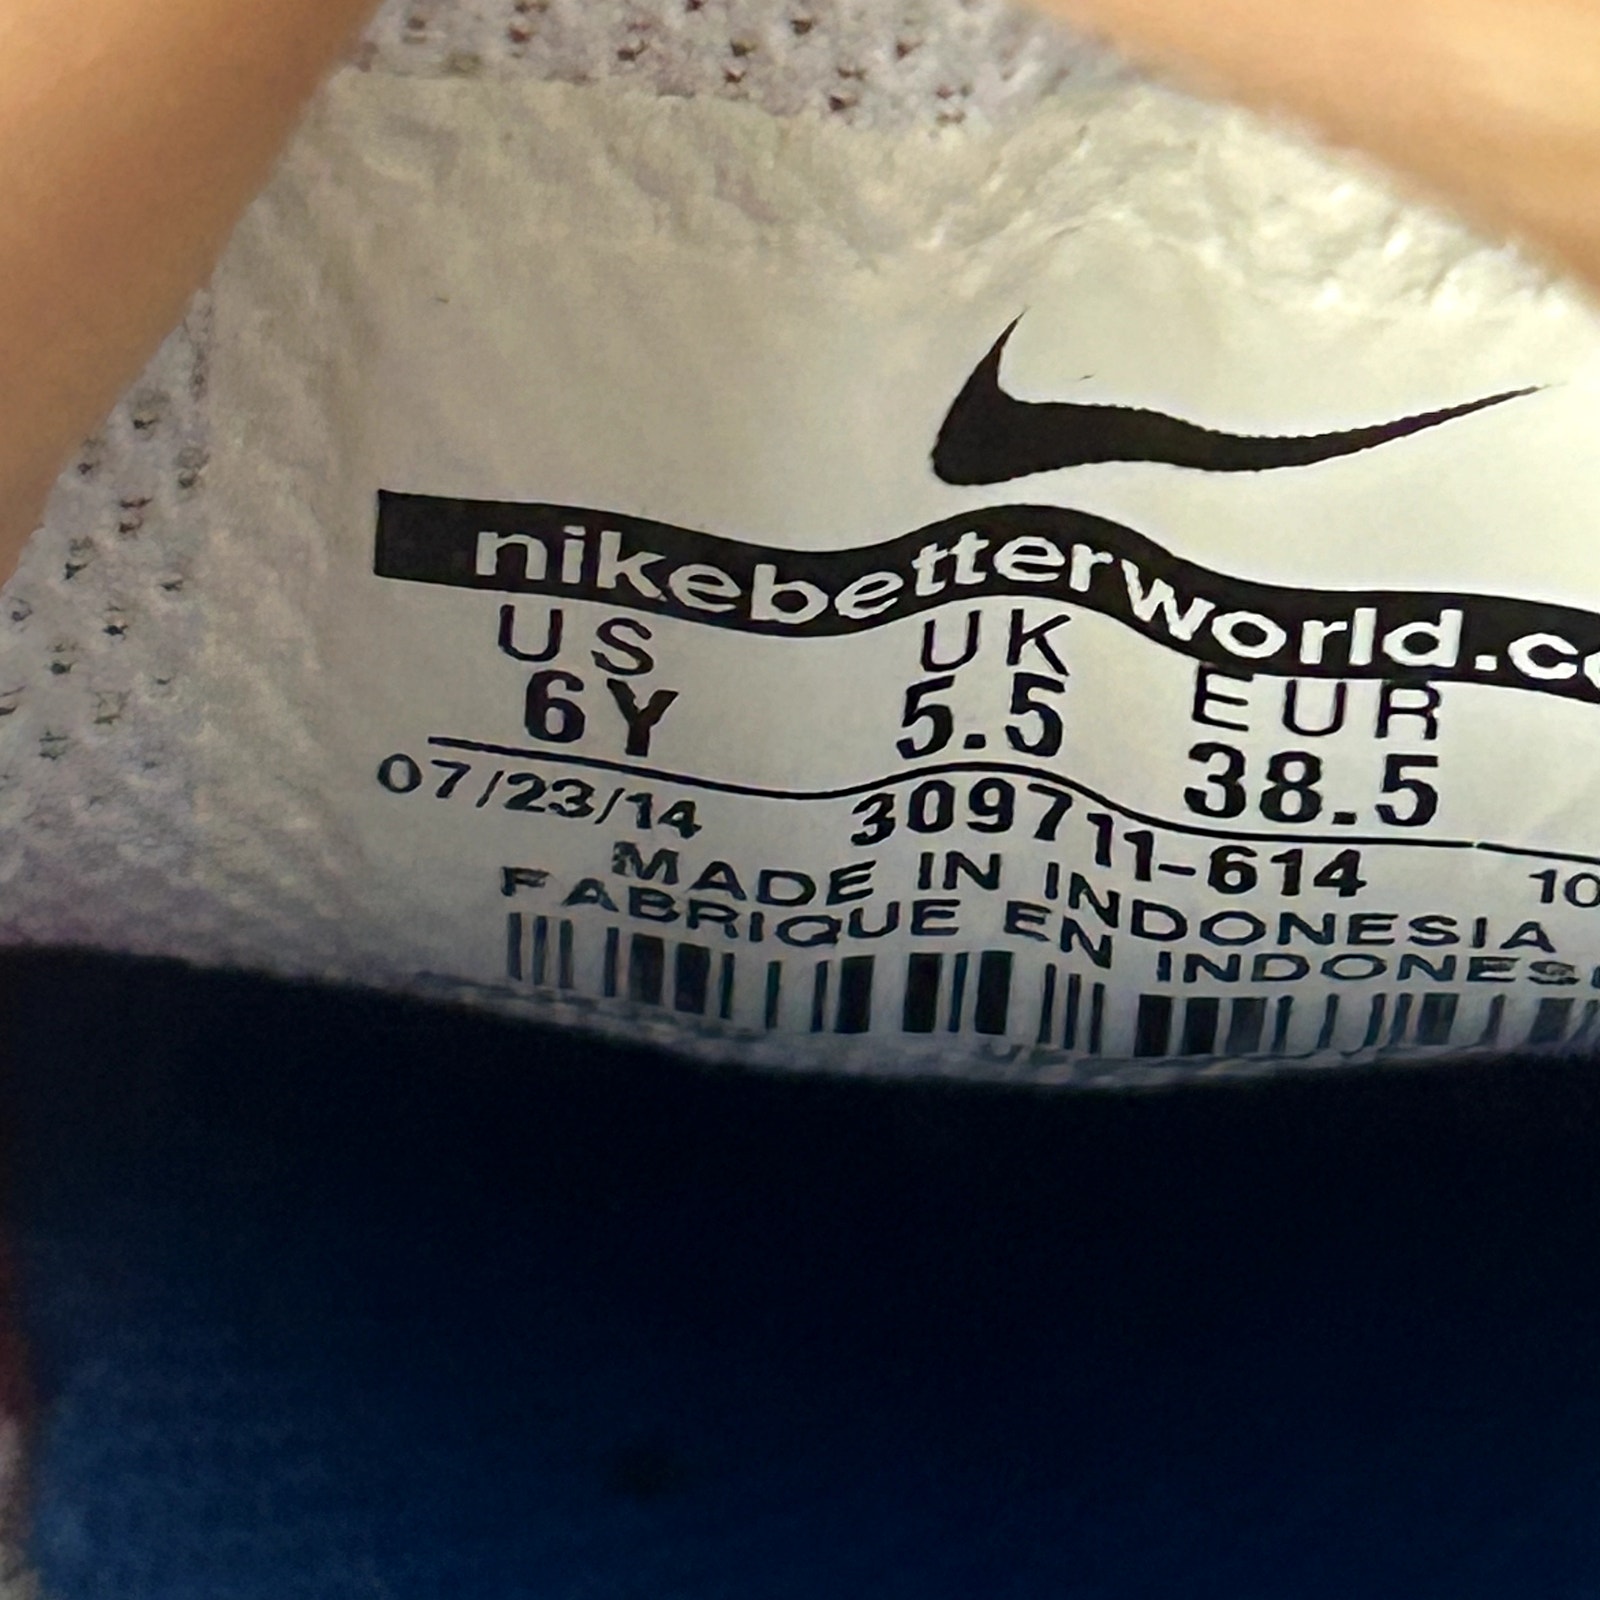 nikebetterworld.co
US UK EUR
6Y 5.5 38.5
07/23/14 309711-614 10
MADE IN INDONESIA
FABRIQUE EN INDONES